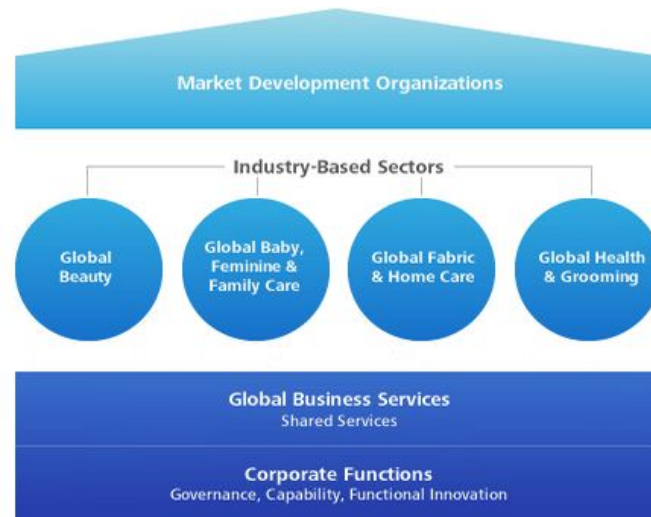 Market Development Organizations
Industry-Based Sectors
Global
Beauty
Global Baby,
Feminine &
Family Care
Global Fabric
& Home Care
Global Health
& Grooming
Global Business Services
Shared Services
Corporate Functions
Governance, Capability, Functional Innovation